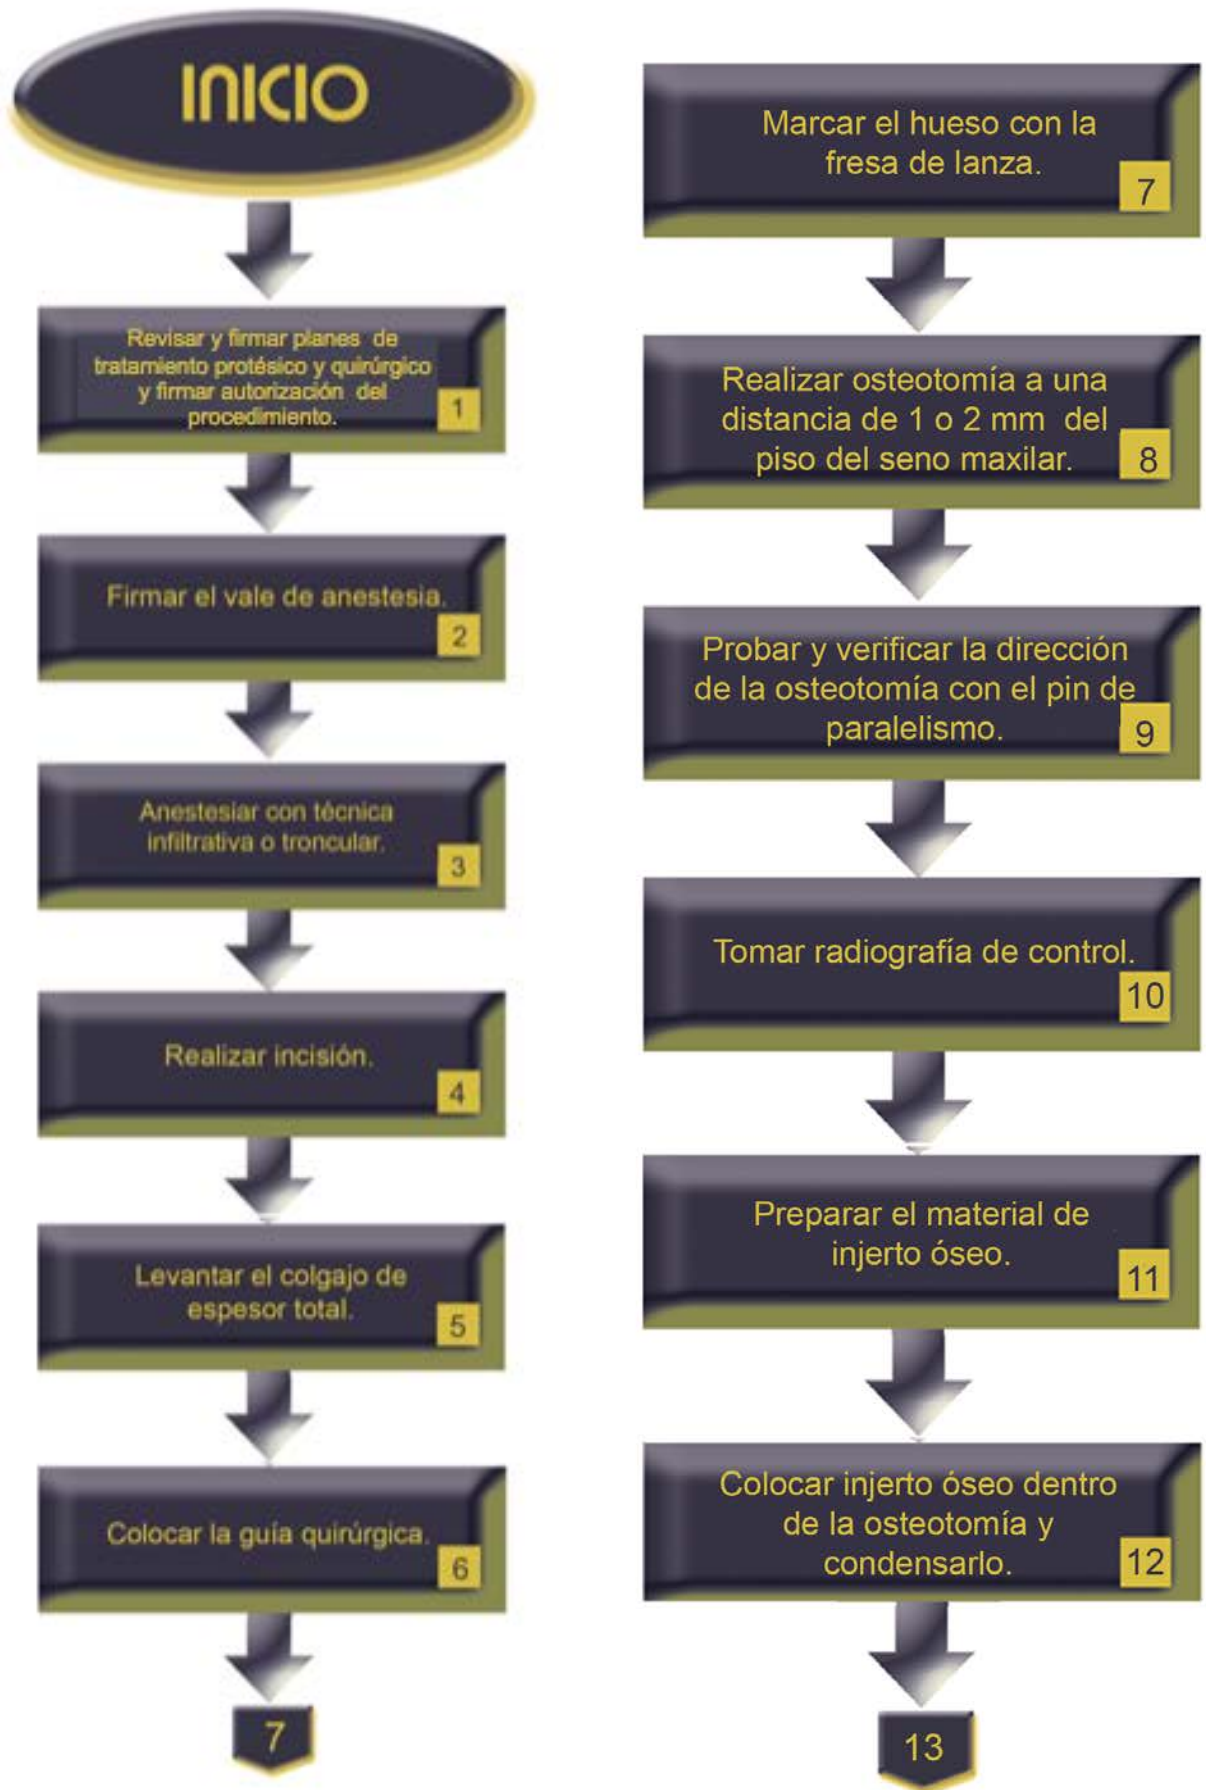 INICIO
Revisar y firmar planes de
tratamiento protésico y quirúrgico
y firmar autorización del
procedimiento.
1
Firmar el vale de anestesia.
2
Anestesiar con técnica
infiltrativa o troncular.
3
Realizar incisión.
4
Levantar el colgajo de
espesor total.
5
Colocar la guía quirúrgica.
6
7
Marcar el hueso con la
fresa de lanza.
7
Realizar osteotomía a una
distancia de 1 o 2 mm del
piso del seno maxilar.
8
Probar y verificar la dirección
de la osteotomía con el pin de
paralelismo.
9
Tomar radiografía de control.
10
Preparar el material de
injerto óseo.
11
Colocar injerto óseo dentro
de la osteotomía y
condensarlo.
12
13